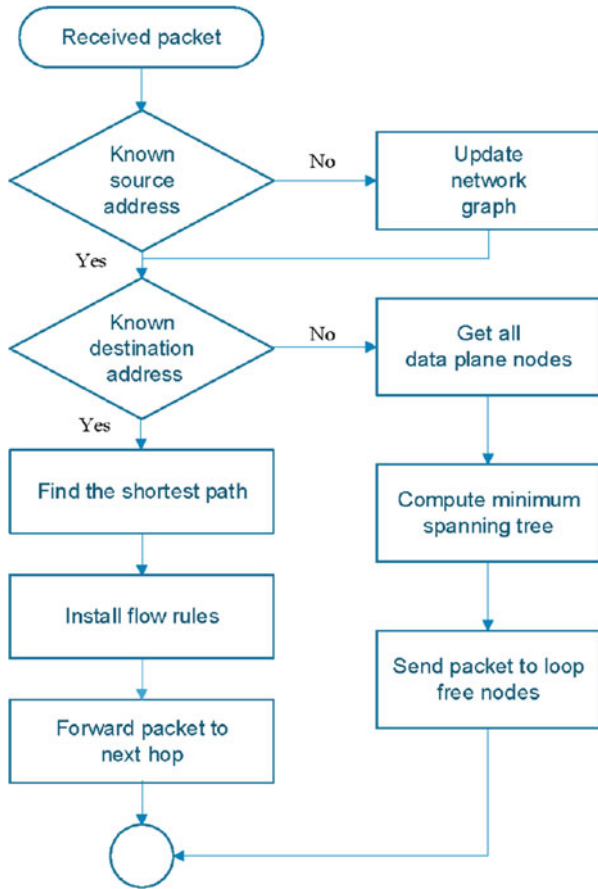 Received packet
Known
source
address
No
Update
network
graph
Yes
Known
destination
address
No
Get all
data plane nodes
Yes
Find the shortest path
Compute minimum
spanning tree
Install flow rules
Send packet to loop
free nodes
Forward packet to
next hop